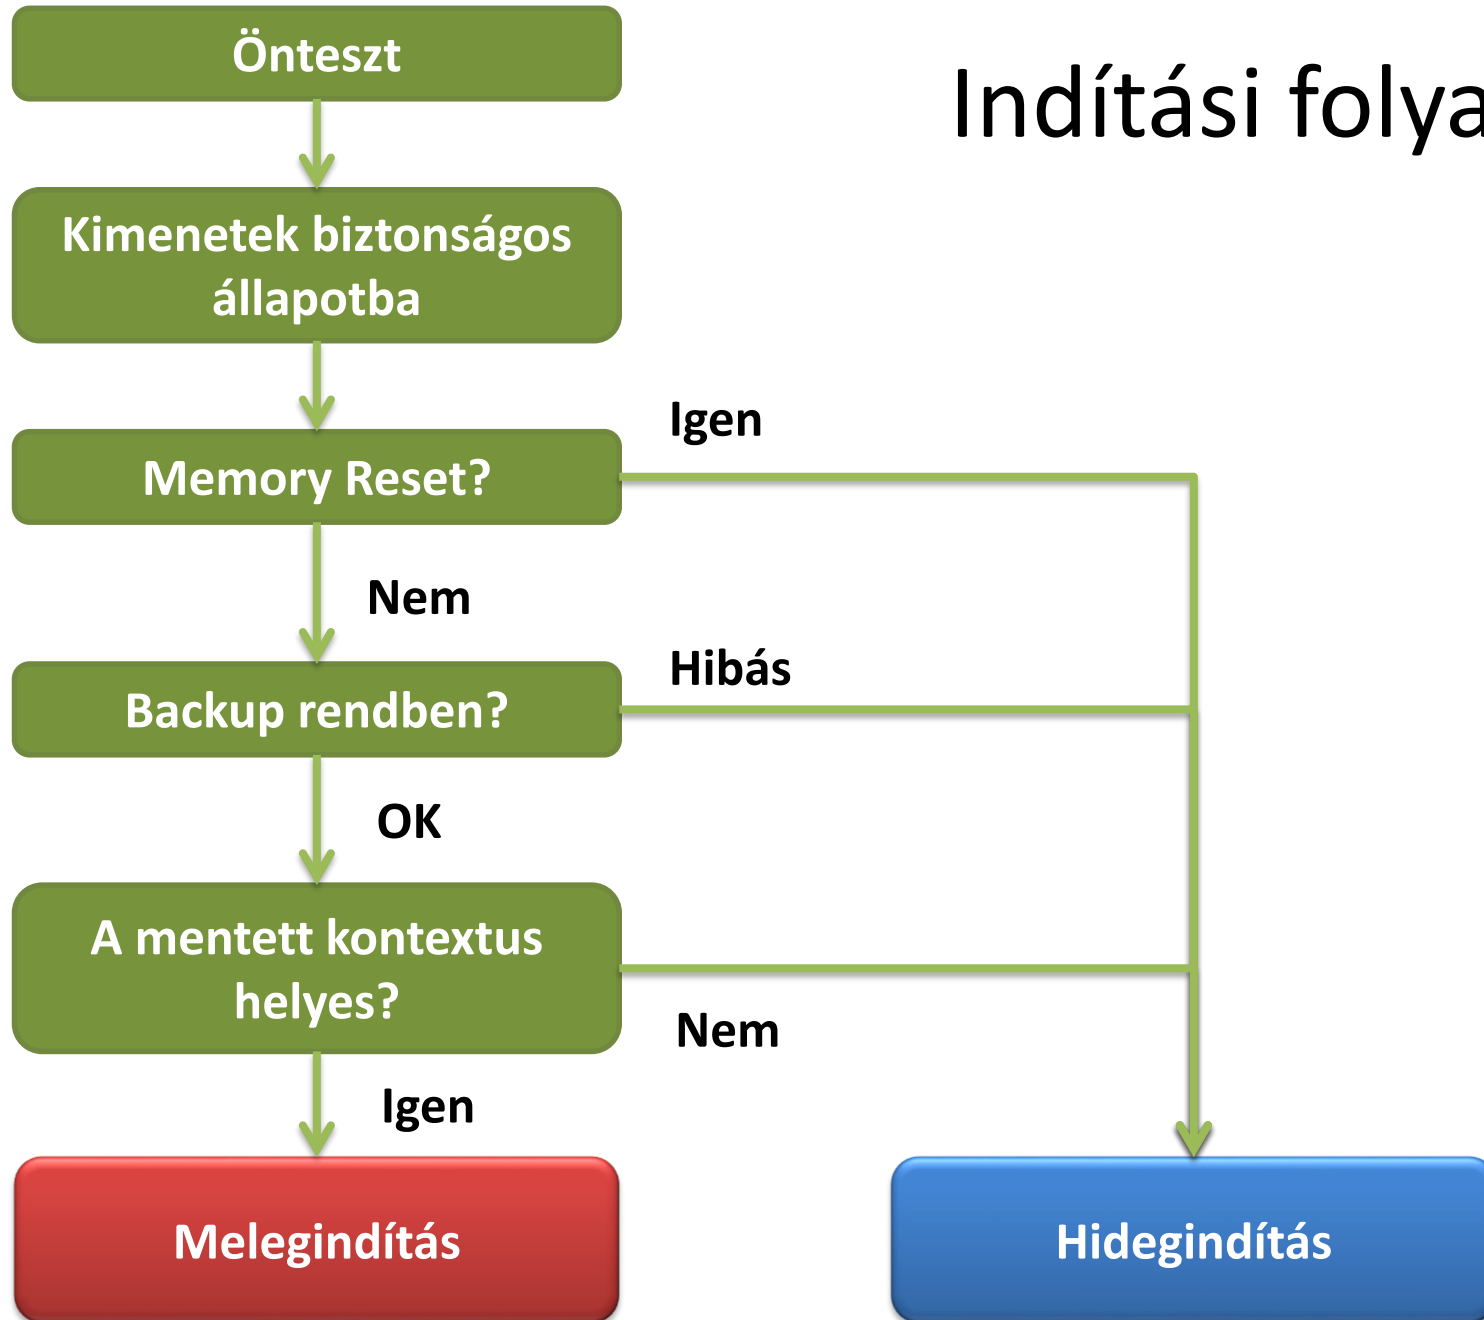 Önteszt
Indítási folya
Kimenetek biztonságos
állapotba
Igen
Memory Reset?
Nem
Hibás
Backup rendben?
OK
A mentett kontextus
helyes?
Nem
Igen
Melegindítás
Hidegindítás